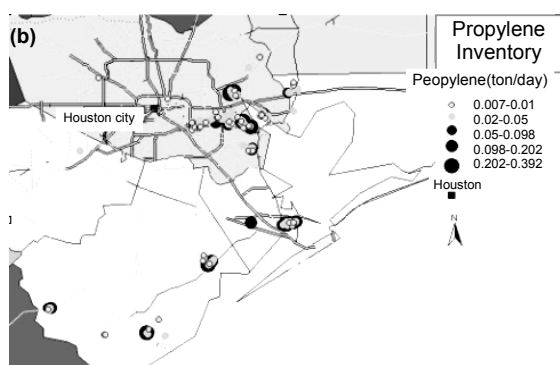 (b)
Propylene
Inventory
Peopylene(ton/day)
0.007-0.01
0.02-0.05
0.05-0.098
0.098-0.202
0.202-0.392
Houston
N
Houston city